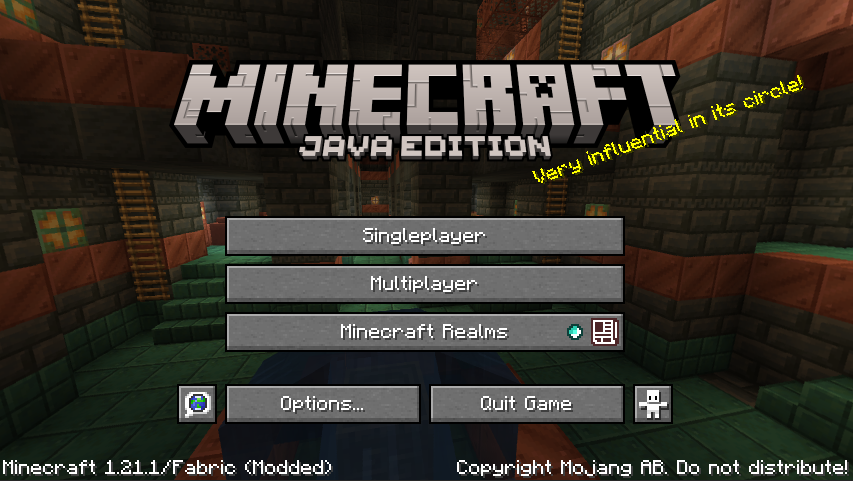 MINECRAFT
JAVA EDITION
Very influential in its circle!
Singleplayer
Multiplayer
Minecraft Realms
Options...
Quit Game
Minecraft 1.21.1/Fabric (Modded)
Copyright Mojang AB. Do not distribute!